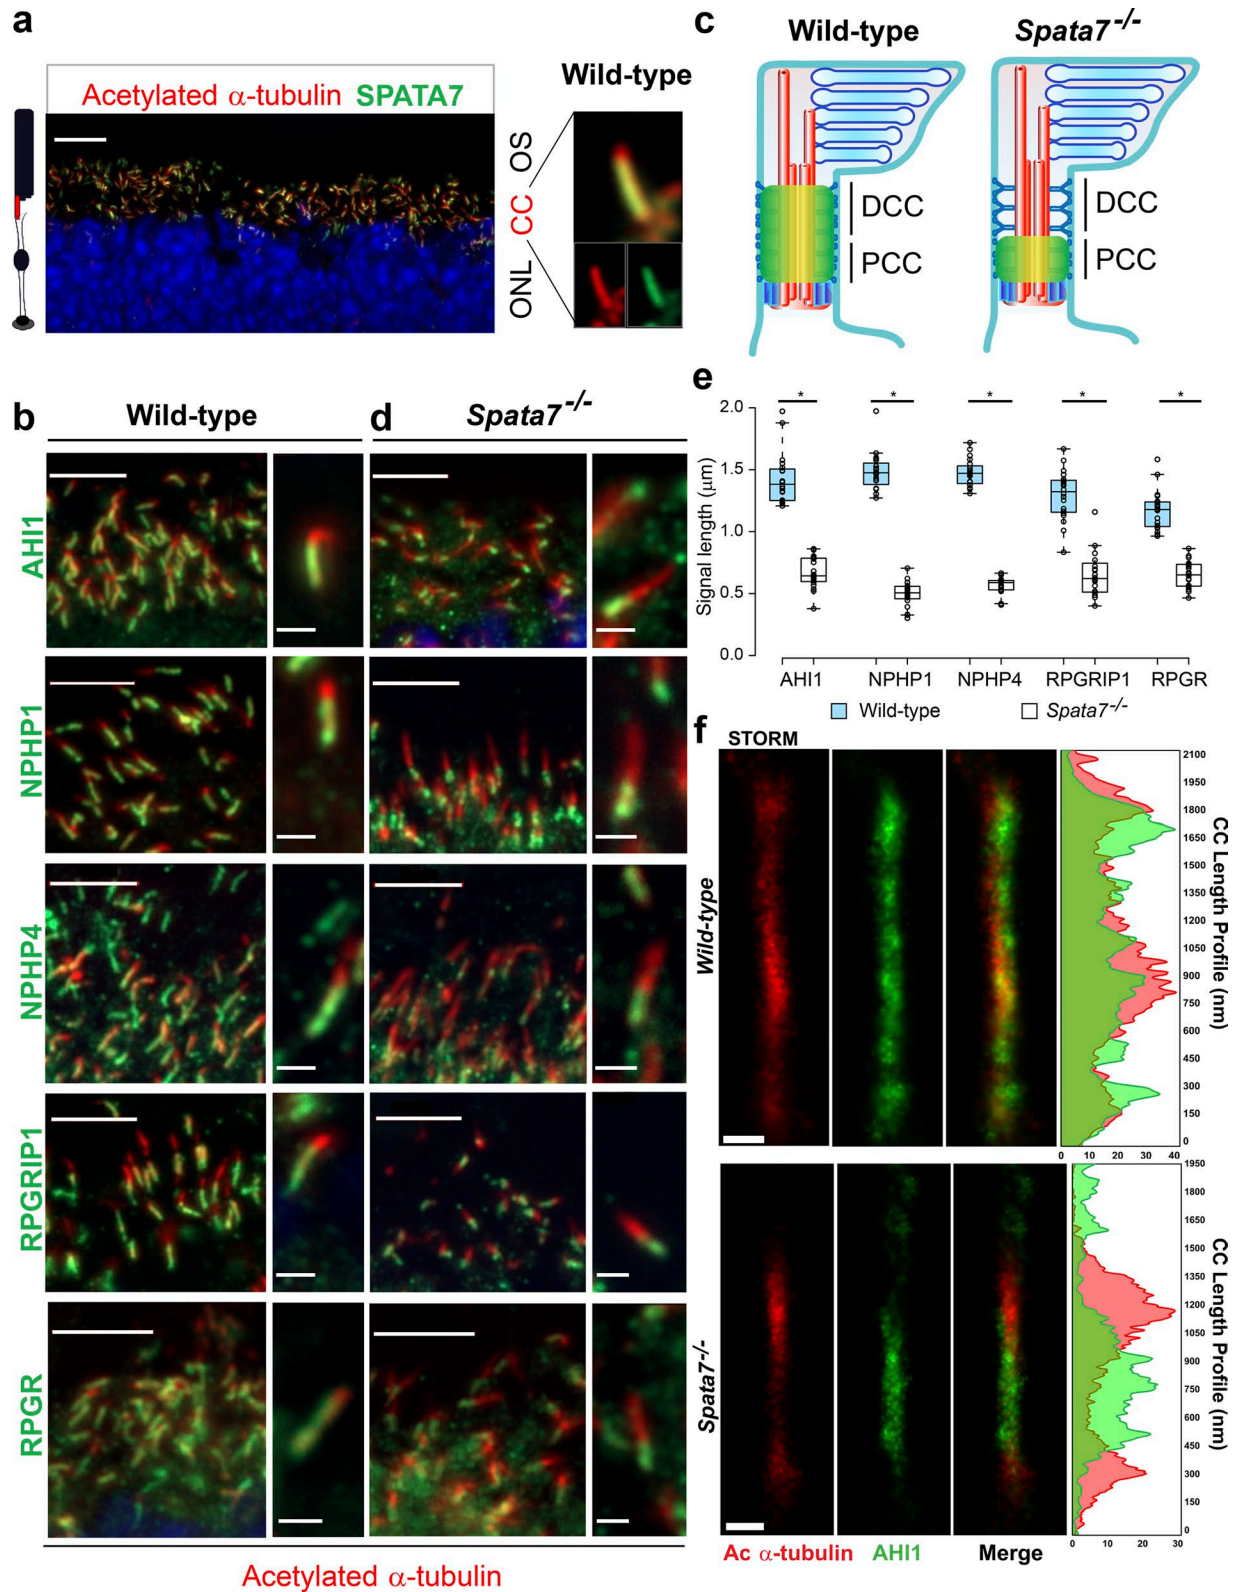 a
Acetylated α-tubulin SPATA7
OS
CC
ONL
Wild-type
c
Wild-type
Spata7-/-
DCC
PCC
DCC
PCC
b
Wild-type
d
Spata7-/-
AHI1
NPHP1
NPHP4
RPGRIP1
RPGR
Acetylated α-tubulin
e
Signal length (μm)
2.0
1.5
1.0
0.5
0.0
* * * * *
AHI1 NPHP1 NPHP4 RPGRIP1 RPGR
Wild-type Spata7-/-
f
STORM
Wild-type
2100
1950
1800
1650
1500
1350
1200
1050
900
750
600
450
300
150
0
CC Length Profile (nm)
0 10 20 30 40
Spata7-/-
1950
1800
1650
1500
1350
1200
1050
900
750
600
450
300
150
0
CC Length Profile (nm)
0 10 20 30
Ac α-tubulin AHI1 Merge